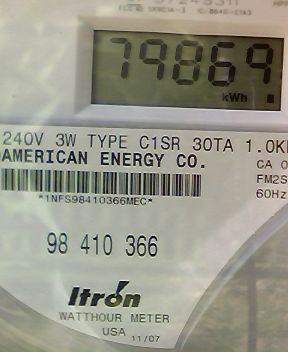 79869
kWh
240V 3W TYPE C1SR 30TA 1.0K
AMERICAN ENERGY CO.
CA 0
FM2S
60Hz
*1NFS98410366MEC*
98 410 366
Itron
WATTHOUR METER
USA 11/07